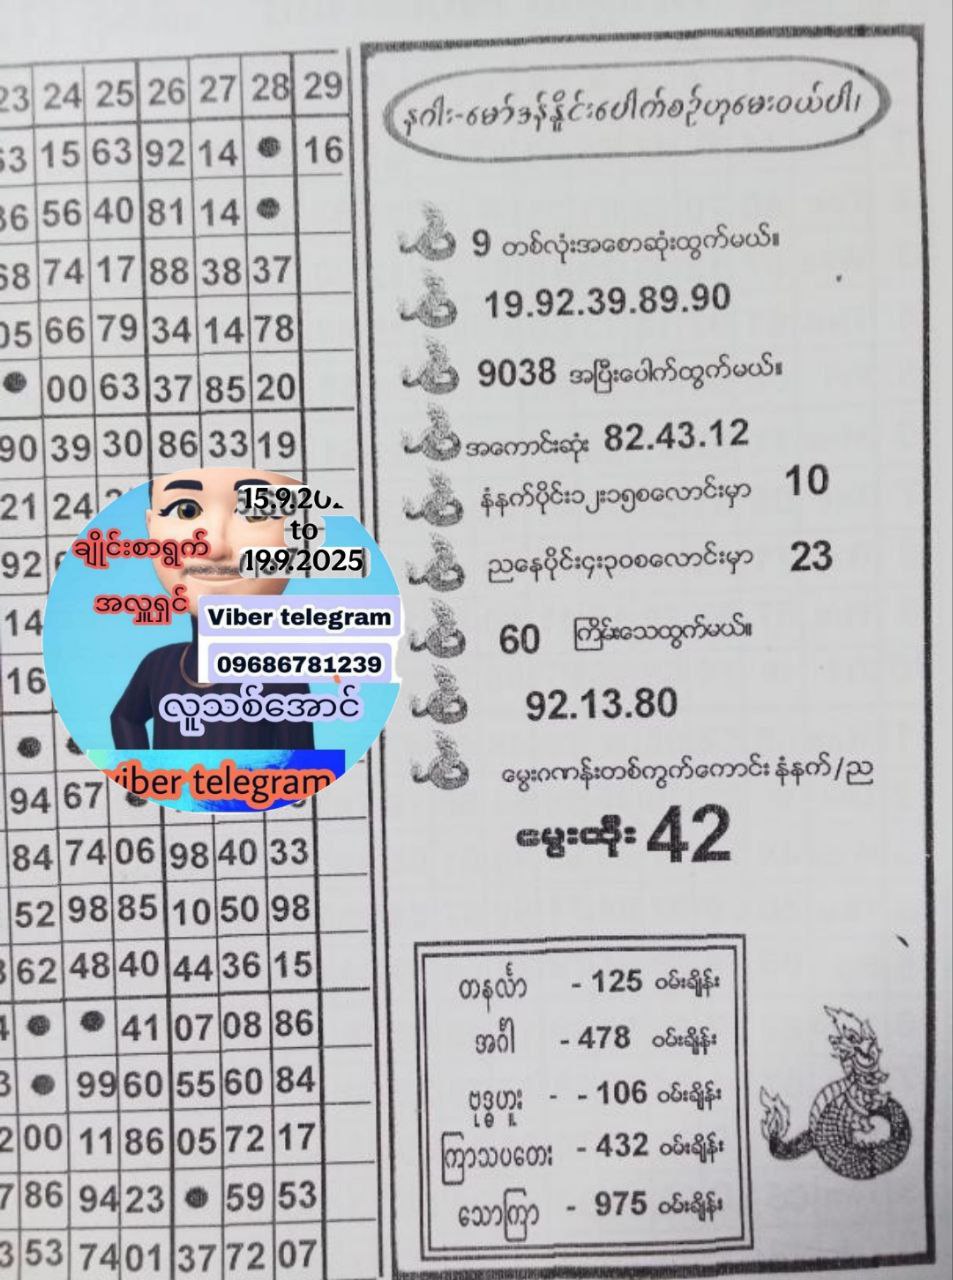 23 24 25 26 27 28 29
63 15 63 92 14 ● 16
36 56 40 81 14 ●
68 74 17 88 38 37
05 66 79 34 14 78
● 00 63 37 85 20
90 39 30 86 33 19
21 24
92
14
16
● ●
94 67
84 74 06 98 40 33
52 98 85 10 50 98
62 48 40 44 36 15
● ● 41 07 08 86
● 99 60 55 60 84
00 11 86 05 72 17
86 94 23 ● 59 53
53 74 01 37 72 07
15.9.20
to
19.9.2025
ချိုင်းစာရွက်
အလှူရှင်
Viber telegram
09686781239
လူသစ်အောင်
viber telegram
နဂါး-မော်ဒန်နှိုင်းပေါက်စဉ်ဟုမေးဝယ်ပါ၊
9 တစ်လုံးအစောဆုံးထွက်မယ်။
19.92.39.89.90
9038 အပြီးပေါက်ထွက်မယ်။
အကောင်းဆုံး 82.43.12
နံနက်ပိုင်း၁၂း၁၅စလောင်းမှာ 10
ညနေပိုင်း၄း၃၀စလောင်းမှာ 23
60 ကြိမ်းသေထွက်မယ်။
92.13.80
မွေးဂဏန်းတစ်ကွက်ကောင်း နံနက်/ည
မွေးထိုး 42
တနင်္လာ - 125 ဝမ်းချိန်း
အင်္ဂါ - 478 ဝမ်းချိန်း
ဗုဒ္ဓဟူး - - 106 ဝမ်းချိန်း
ကြာသပတေး - 432 ဝမ်းချိန်း
သောကြာ - 975 ဝမ်းချိန်း